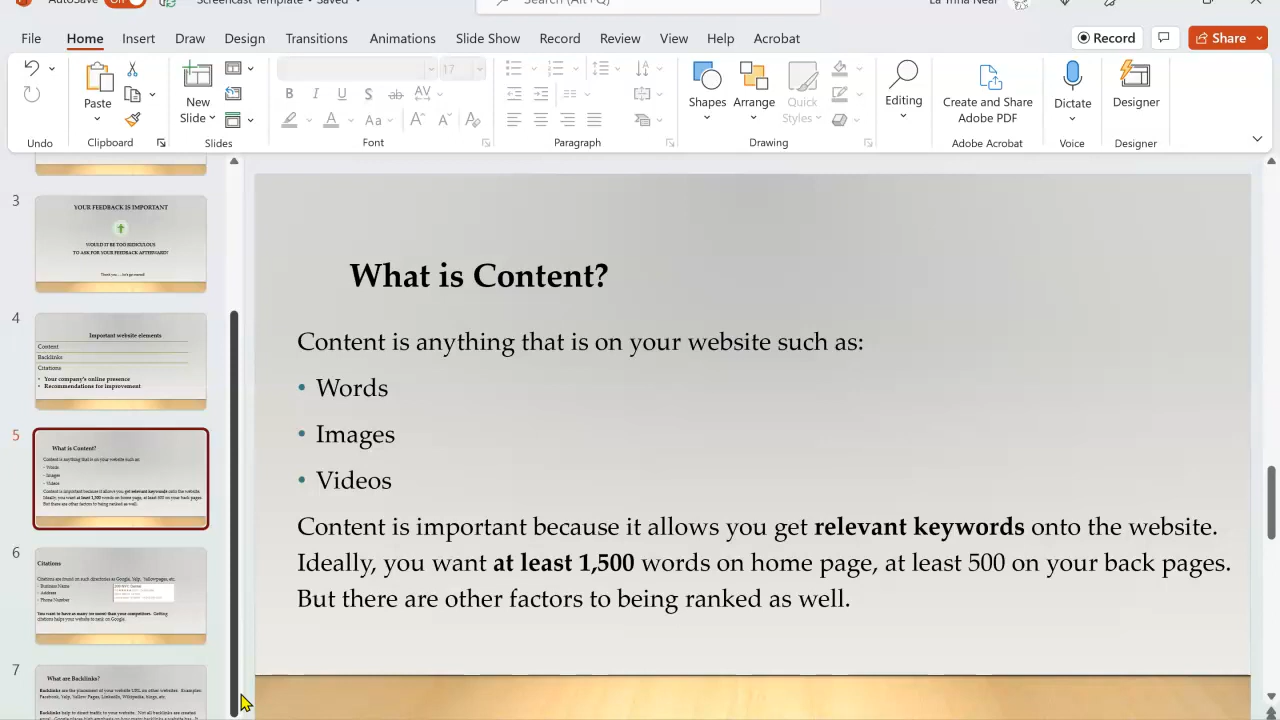 AutoSave On Screencast Template • Saved Search (Alt+Q) La Trina Near
File Home Insert Draw Design Transitions Animations Slide Show Record Review View Help Acrobat Record Share
17
Paste New Slide Shapes Arrange Quick Styles Editing Create and Share Adobe PDF Dictate Designer
Undo Clipboard Slides Font Paragraph Drawing Adobe Acrobat Voice Designer
3
YOUR FEEDBACK IS IMPORTANT
WOULD IT BE TOO RIDICULOUS
TO ASK FOR YOUR FEEDBACK AFTERWARD?
4
Important website elements
Content
Backlinks
Citations
• Your company's online presence
• Recommendations for improvement
5
What is Content?
Content is anything that is on your website such as:
• Words
• Images
• Videos
Content is important because it allows you get relevant keywords onto the website.
Ideally, you want at least 1,500 words on home page, at least 500 on your back pages.
But there are other factors to being ranked as well.
6
Citations
Citations are found on such directories as Google, Yelp, Yellowpages, etc.
• Business Name
• Address
• Phone Number
You want to have as many or more than your competitors. Getting
citations helps your website to rank on Google.
7
What are Backlinks?
Backlinks are the placement of your website URL on other websites. Examples:
Facebook, Yelp, Yellow Pages, LinkedIn, Wikipedia, blogs, etc.
Backlinks help to direct traffic to your website. Not all backlinks are created
What is Content?
Content is anything that is on your website such as:
• Words
• Images
• Videos
Content is important because it allows you get relevant keywords onto the website.
Ideally, you want at least 1,500 words on home page, at least 500 on your back pages.
But there are other factors to being ranked as well.